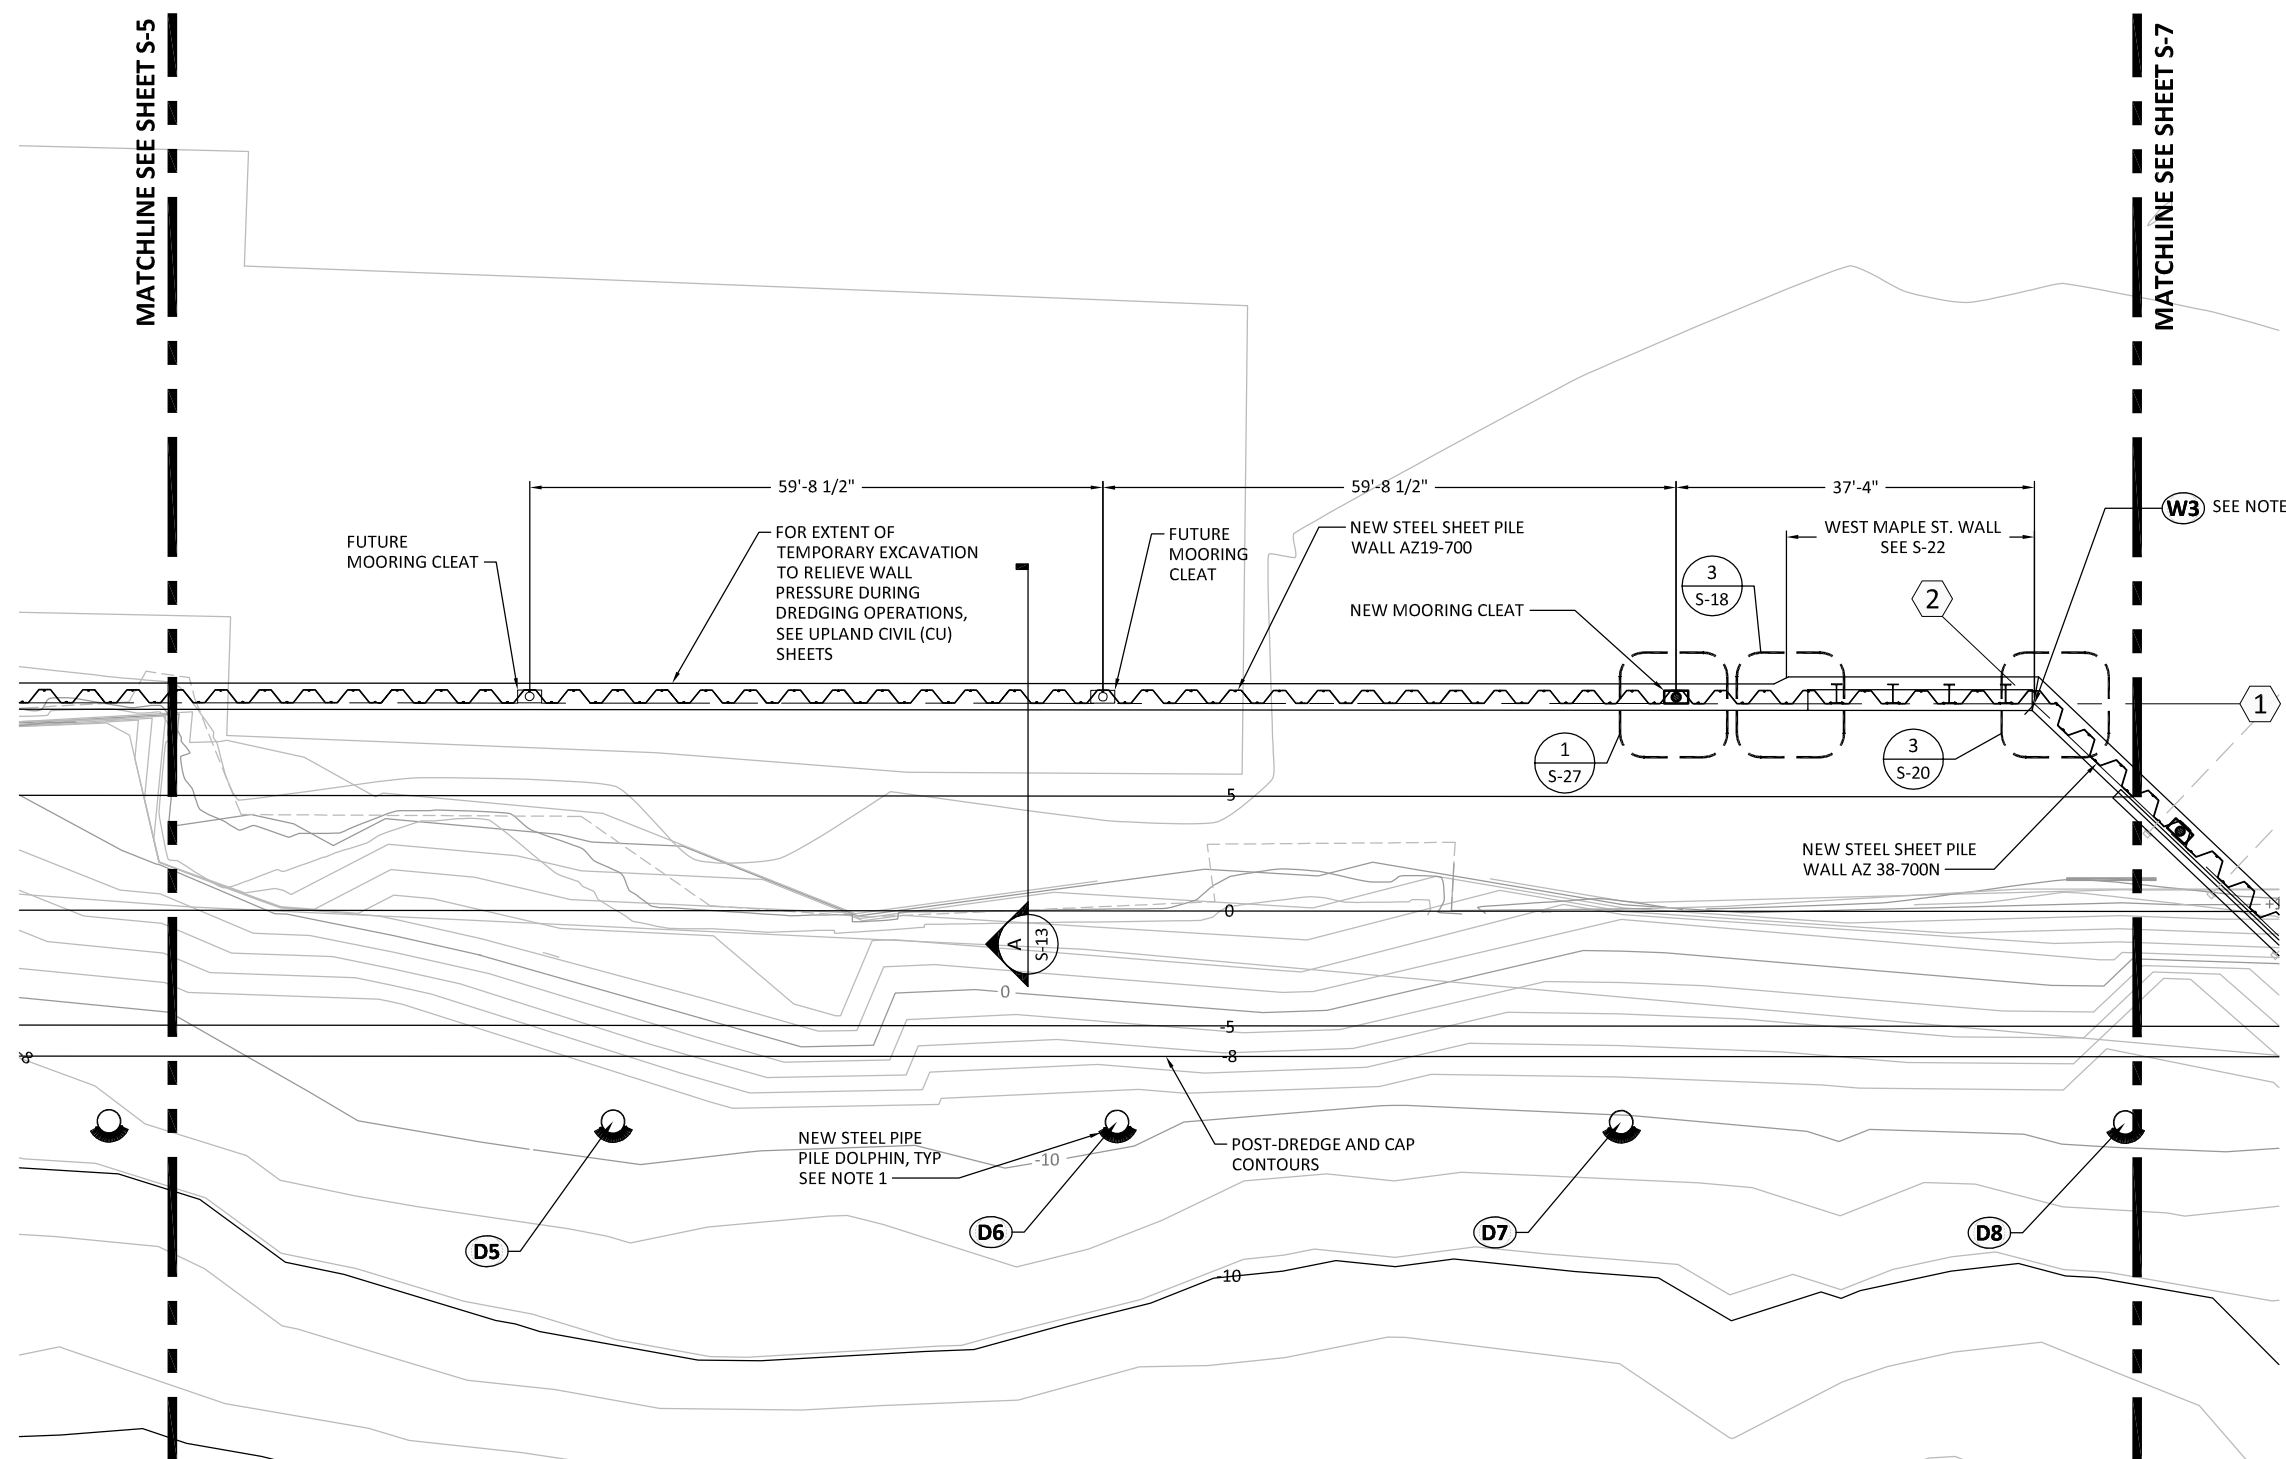 MATCHLINE SEE SHEET S-5
MATCHLINE SEE SHEET S-7
59'-8 1/2"
59'-8 1/2"
37'-4"
W3 SEE NOTE
FUTURE
MOORING CLEAT
FOR EXTENT OF
TEMPORARY EXCAVATION
TO RELIEVE WALL
PRESSURE DURING
DREDGING OPERATIONS,
SEE UPLAND CIVIL (CU)
SHEETS
FUTURE
MOORING
CLEAT
NEW STEEL SHEET PILE
WALL AZ19-700
WEST MAPLE ST. WALL
SEE S-22
3
S-18
2
NEW MOORING CLEAT
1
1
S-27
3
S-20
5
NEW STEEL SHEET PILE
WALL AZ 38-700N
0
A
S-13
0
-5
-8
-8
NEW STEEL PIPE
PILE DOLPHIN, TYP
SEE NOTE 1
-10
POST-DREDGE AND CAP
CONTOURS
D5
D6
D7
D8
-10